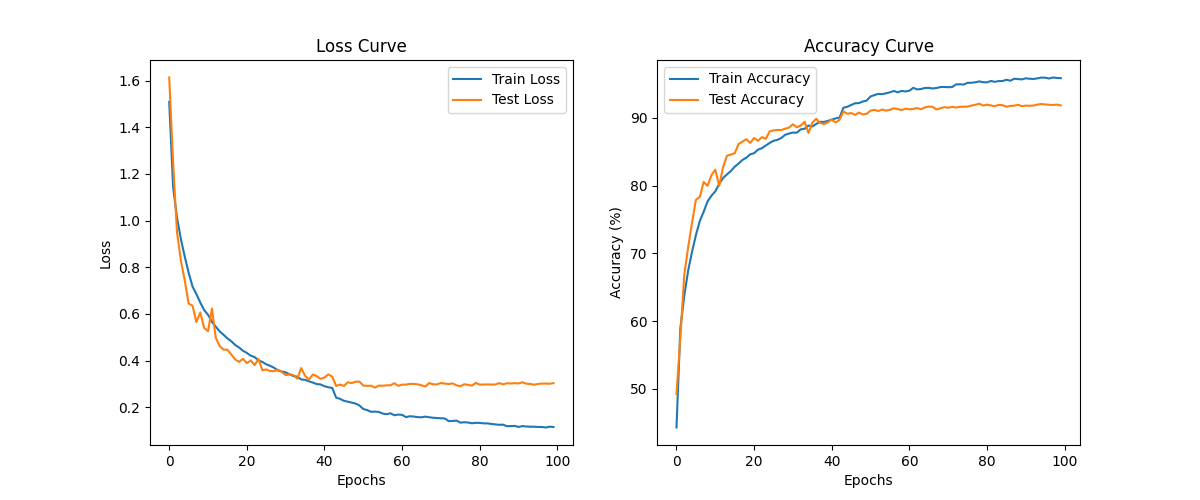 Loss Curve
Train Loss
Test Loss
1.6
1.4
1.2
1.0
0.8
0.6
0.4
0.2
Loss
0 20 40 60 80 100
Epochs
Accuracy Curve
Train Accuracy
Test Accuracy
90
80
70
60
50
Accuracy (%)
0 20 40 60 80 100
Epochs